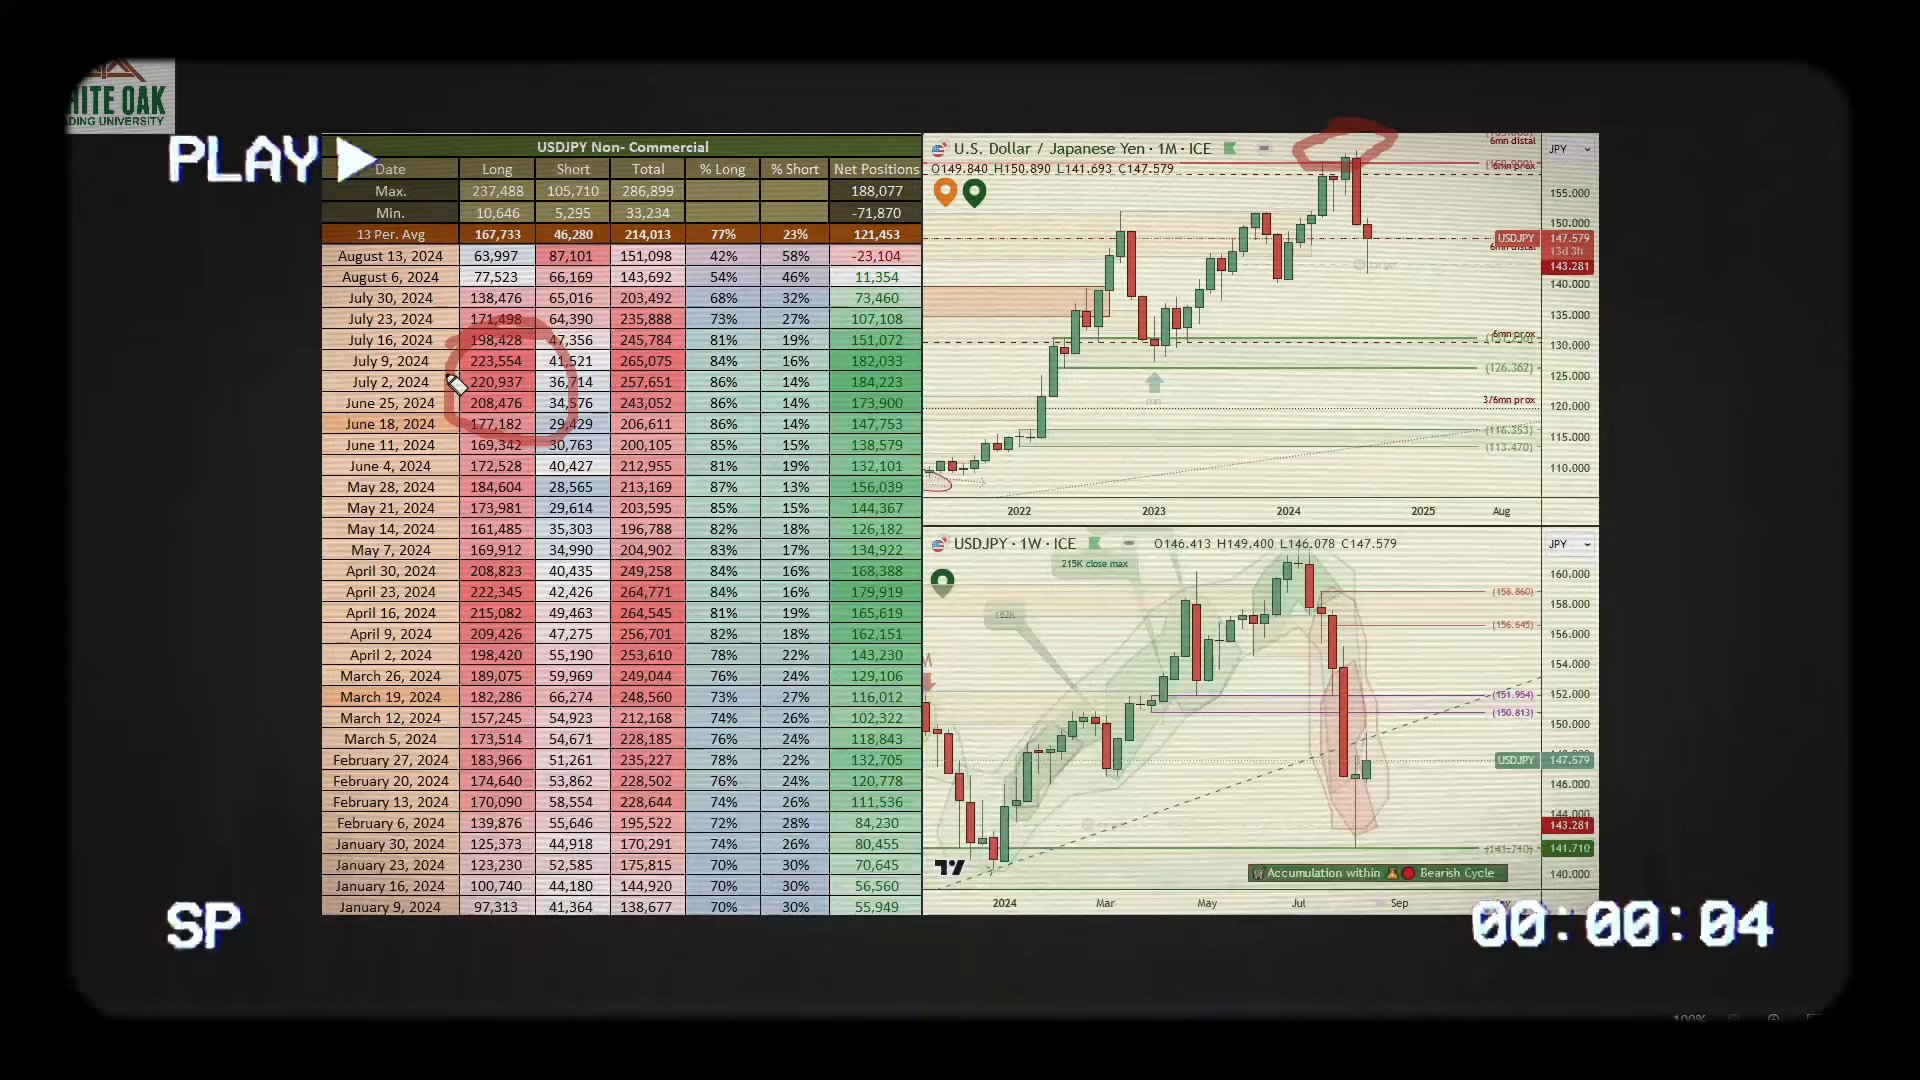 HITE OAK
ADING UNIVERSITY
PLAY
USDJPY Non- Commercial
Date Long Short Total % Long % Short Net Positions
Max. 237,488 105,710 286,899 188,077
Min. 10,646 5,295 33,234 -71,870
13 Per. Avg 167,733 46,280 214,013 77% 23% 121,453
August 13, 2024 63,997 87,101 151,098 42% 58% -23,104
August 6, 2024 77,523 66,169 143,692 54% 46% 11,354
July 30, 2024 138,476 65,016 203,492 68% 32% 73,460
July 23, 2024 171,498 64,390 235,888 73% 27% 107,108
July 16, 2024 198,428 47,356 245,784 81% 19% 151,072
July 9, 2024 223,554 41,521 265,075 84% 16% 182,033
July 2, 2024 220,937 36,714 257,651 86% 14% 184,223
June 25, 2024 208,476 34,576 243,052 86% 14% 173,900
June 18, 2024 177,182 29,429 206,611 86% 14% 147,753
June 11, 2024 169,342 30,763 200,105 85% 15% 138,579
June 4, 2024 172,528 40,427 212,955 81% 19% 132,101
May 28, 2024 184,604 28,565 213,169 87% 13% 156,039
May 21, 2024 173,981 29,614 203,595 85% 15% 144,367
May 14, 2024 161,485 35,303 196,788 82% 18% 126,182
May 7, 2024 169,912 34,990 204,902 83% 17% 134,922
April 30, 2024 208,823 40,435 249,258 84% 16% 168,388
April 23, 2024 222,345 42,426 264,771 84% 16% 179,919
April 16, 2024 215,082 49,463 264,545 81% 19% 165,619
April 9, 2024 209,426 47,275 256,701 82% 18% 162,151
April 2, 2024 198,420 55,190 253,610 78% 22% 143,230
March 26, 2024 189,075 59,969 249,044 76% 24% 129,106
March 19, 2024 182,286 66,274 248,560 73% 27% 116,012
March 12, 2024 157,245 54,923 212,168 74% 26% 102,322
March 5, 2024 173,514 54,671 228,185 76% 24% 118,843
February 27, 2024 183,966 51,261 235,227 78% 22% 132,705
February 20, 2024 174,640 53,862 228,502 76% 24% 120,778
February 13, 2024 170,090 58,554 228,644 74% 26% 111,536
February 6, 2024 139,876 55,646 195,522 72% 28% 84,230
January 30, 2024 125,373 44,918 170,291 74% 26% 80,455
January 23, 2024 123,230 52,585 175,815 70% 30% 70,645
January 16, 2024 100,740 44,180 144,920 70% 30% 56,560
January 9, 2024 97,313 41,364 138,677 70% 30% 55,949
U.S. Dollar / Japanese Yen · 1M · ICE
O149.840 H150.890 L141.693 C147.579
JPY
6mn distal
6mn prox
155.000
150.000
USDJPY 147.579
13d 3h
6mn distal
143.281
target
140.000
135.000
6mn prox
130.000
(126.362)
125.000
mn
3/6mn prox
120.000
(116.353)
115.000
(113.470)
110.000
2022 2023 2024 2025 Aug
USDJPY · 1W · ICE O146.413 H149.400 L146.078 C147.579
JPY
215K close max
160.000
(158.860)
158.000
183K
(156.645)
156.000
154.000
(151.954)
152.000
(150.813)
150.000
USDJPY 147.579
146.000
144.000
143.281
(141.710) 141.710
140.000
Accumulation within Bearish Cycle
2024 Mar May Jul Sep
SP
00:00:04
100%